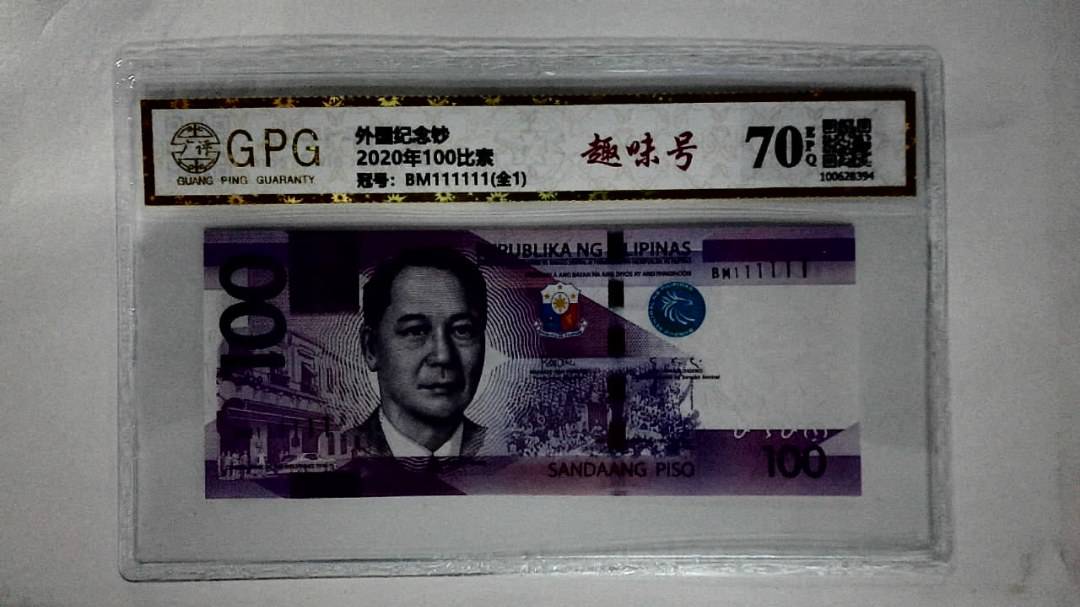 广评
GPG
GUANG PING GUARANTY
外国纪念钞
2020年100比索
冠号：BM111111(全1)
趣味号
70
EPQ
100628394
100
REPUBLIKA NG PILIPINAS
BM111111
SANDAANG PISO
100